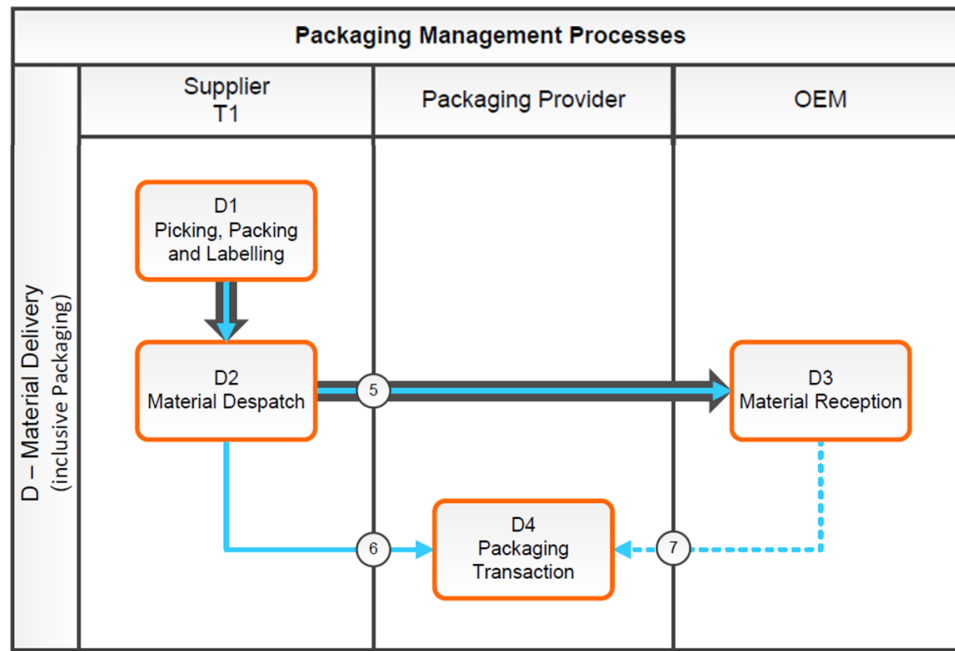 Packaging Management Processes
Supplier
T1
Packaging Provider
OEM
D – Material Delivery
(inclusive Packaging)
D1
Picking, Packing
and Labelling
D2
Material Despatch
5
D3
Material Reception
6
D4
Packaging
Transaction
7